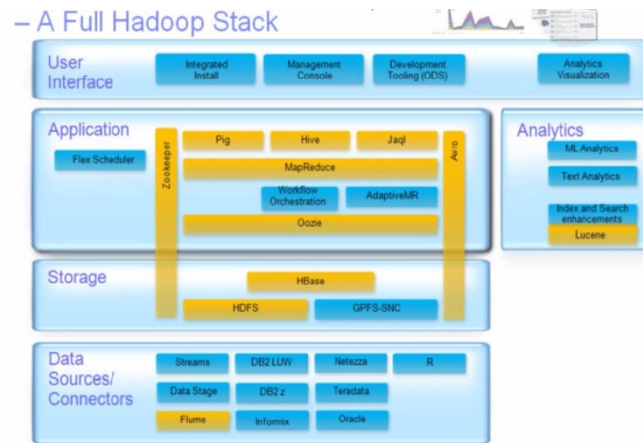 – A Full Hadoop Stack
User
Interface
Integrated
Install
Management
Console
Development
Tooling (ODS)
Analytics
Visualization
Application
Flex Scheduler
Zookeeper
Pig
Hive
Jaql
MapReduce
Workflow
Orchestration
AdaptiveMR
Oozie
Avro
Analytics
ML Analytics
Text Analytics
Index and Search
enhancements
Lucene
Storage
HBase
HDFS
GPFS-SNC
Data
Sources/
Connectors
Streams
DB2 LUW
Netezza
R
Data Stage
DB2 z
Teradata
Flume
Informix
Oracle